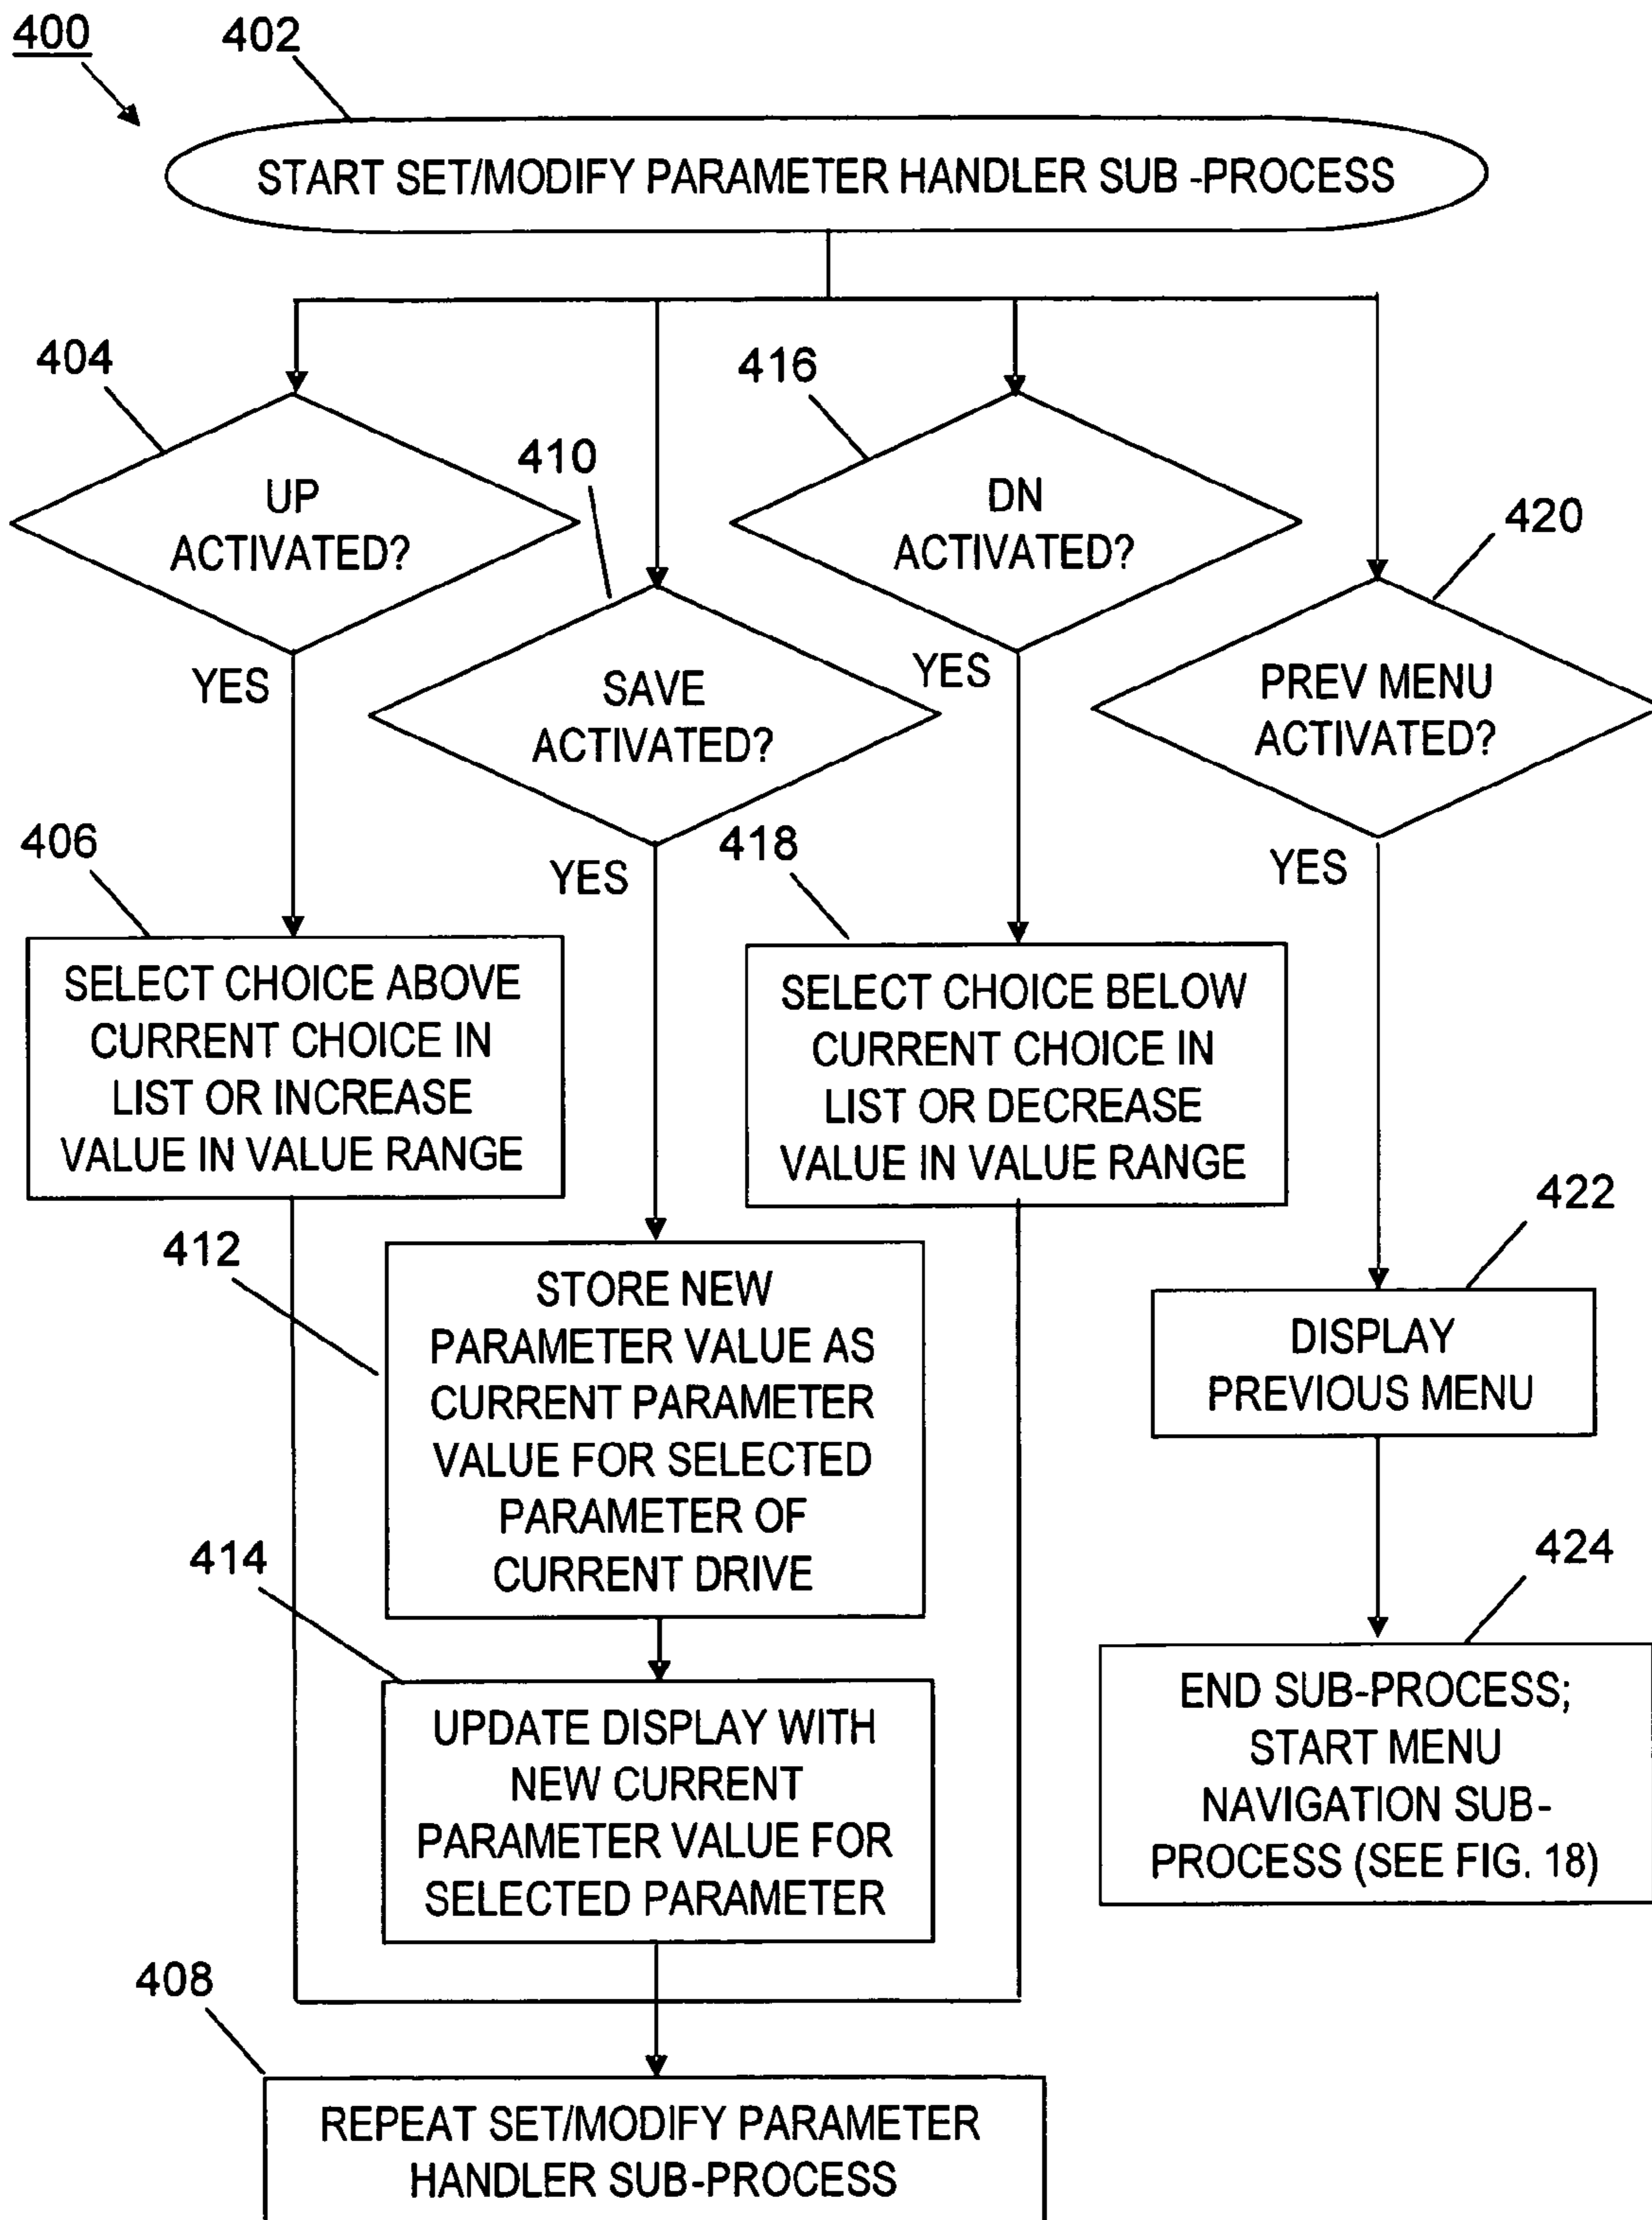 400
402
START SET/MODIFY PARAMETER HANDLER SUB -PROCESS
404
UP
ACTIVATED?
YES
410
SAVE
ACTIVATED?
YES
416
DN
ACTIVATED?
YES
420
PREV MENU
ACTIVATED?
YES
406
SELECT CHOICE ABOVE
CURRENT CHOICE IN
LIST OR INCREASE
VALUE IN VALUE RANGE
418
SELECT CHOICE BELOW
CURRENT CHOICE IN
LIST OR DECREASE
VALUE IN VALUE RANGE
412
STORE NEW
PARAMETER VALUE AS
CURRENT PARAMETER
VALUE FOR SELECTED
PARAMETER OF
CURRENT DRIVE
422
DISPLAY
PREVIOUS MENU
414
UPDATE DISPLAY WITH
NEW CURRENT
PARAMETER VALUE FOR
SELECTED PARAMETER
424
END SUB-PROCESS;
START MENU
NAVIGATION SUB-
PROCESS (SEE FIG. 18)
408
REPEAT SET/MODIFY PARAMETER
HANDLER SUB-PROCESS